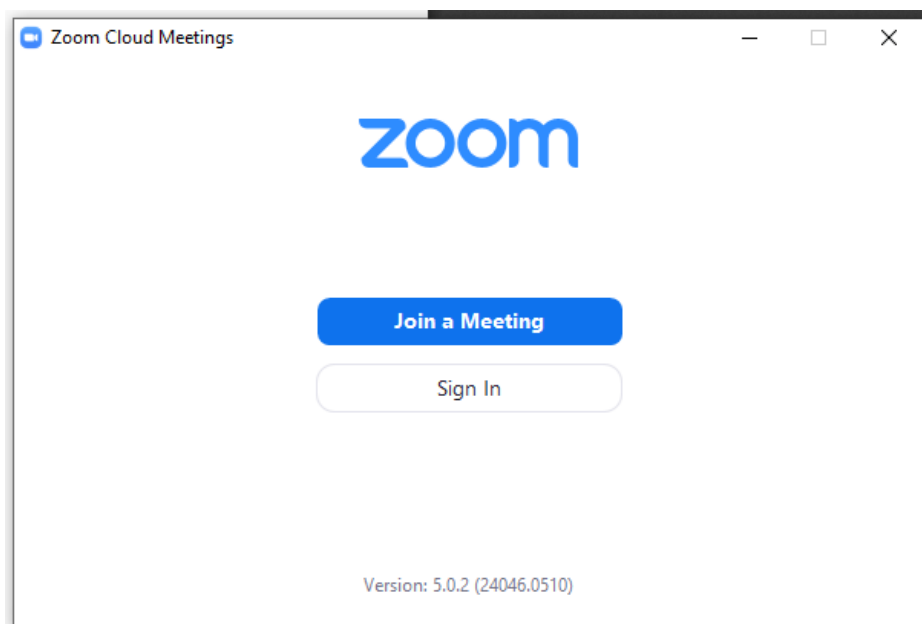 Zoom Cloud Meetings
zoom
Join a Meeting
Sign In
Version: 5.0.2 (24046.0510)